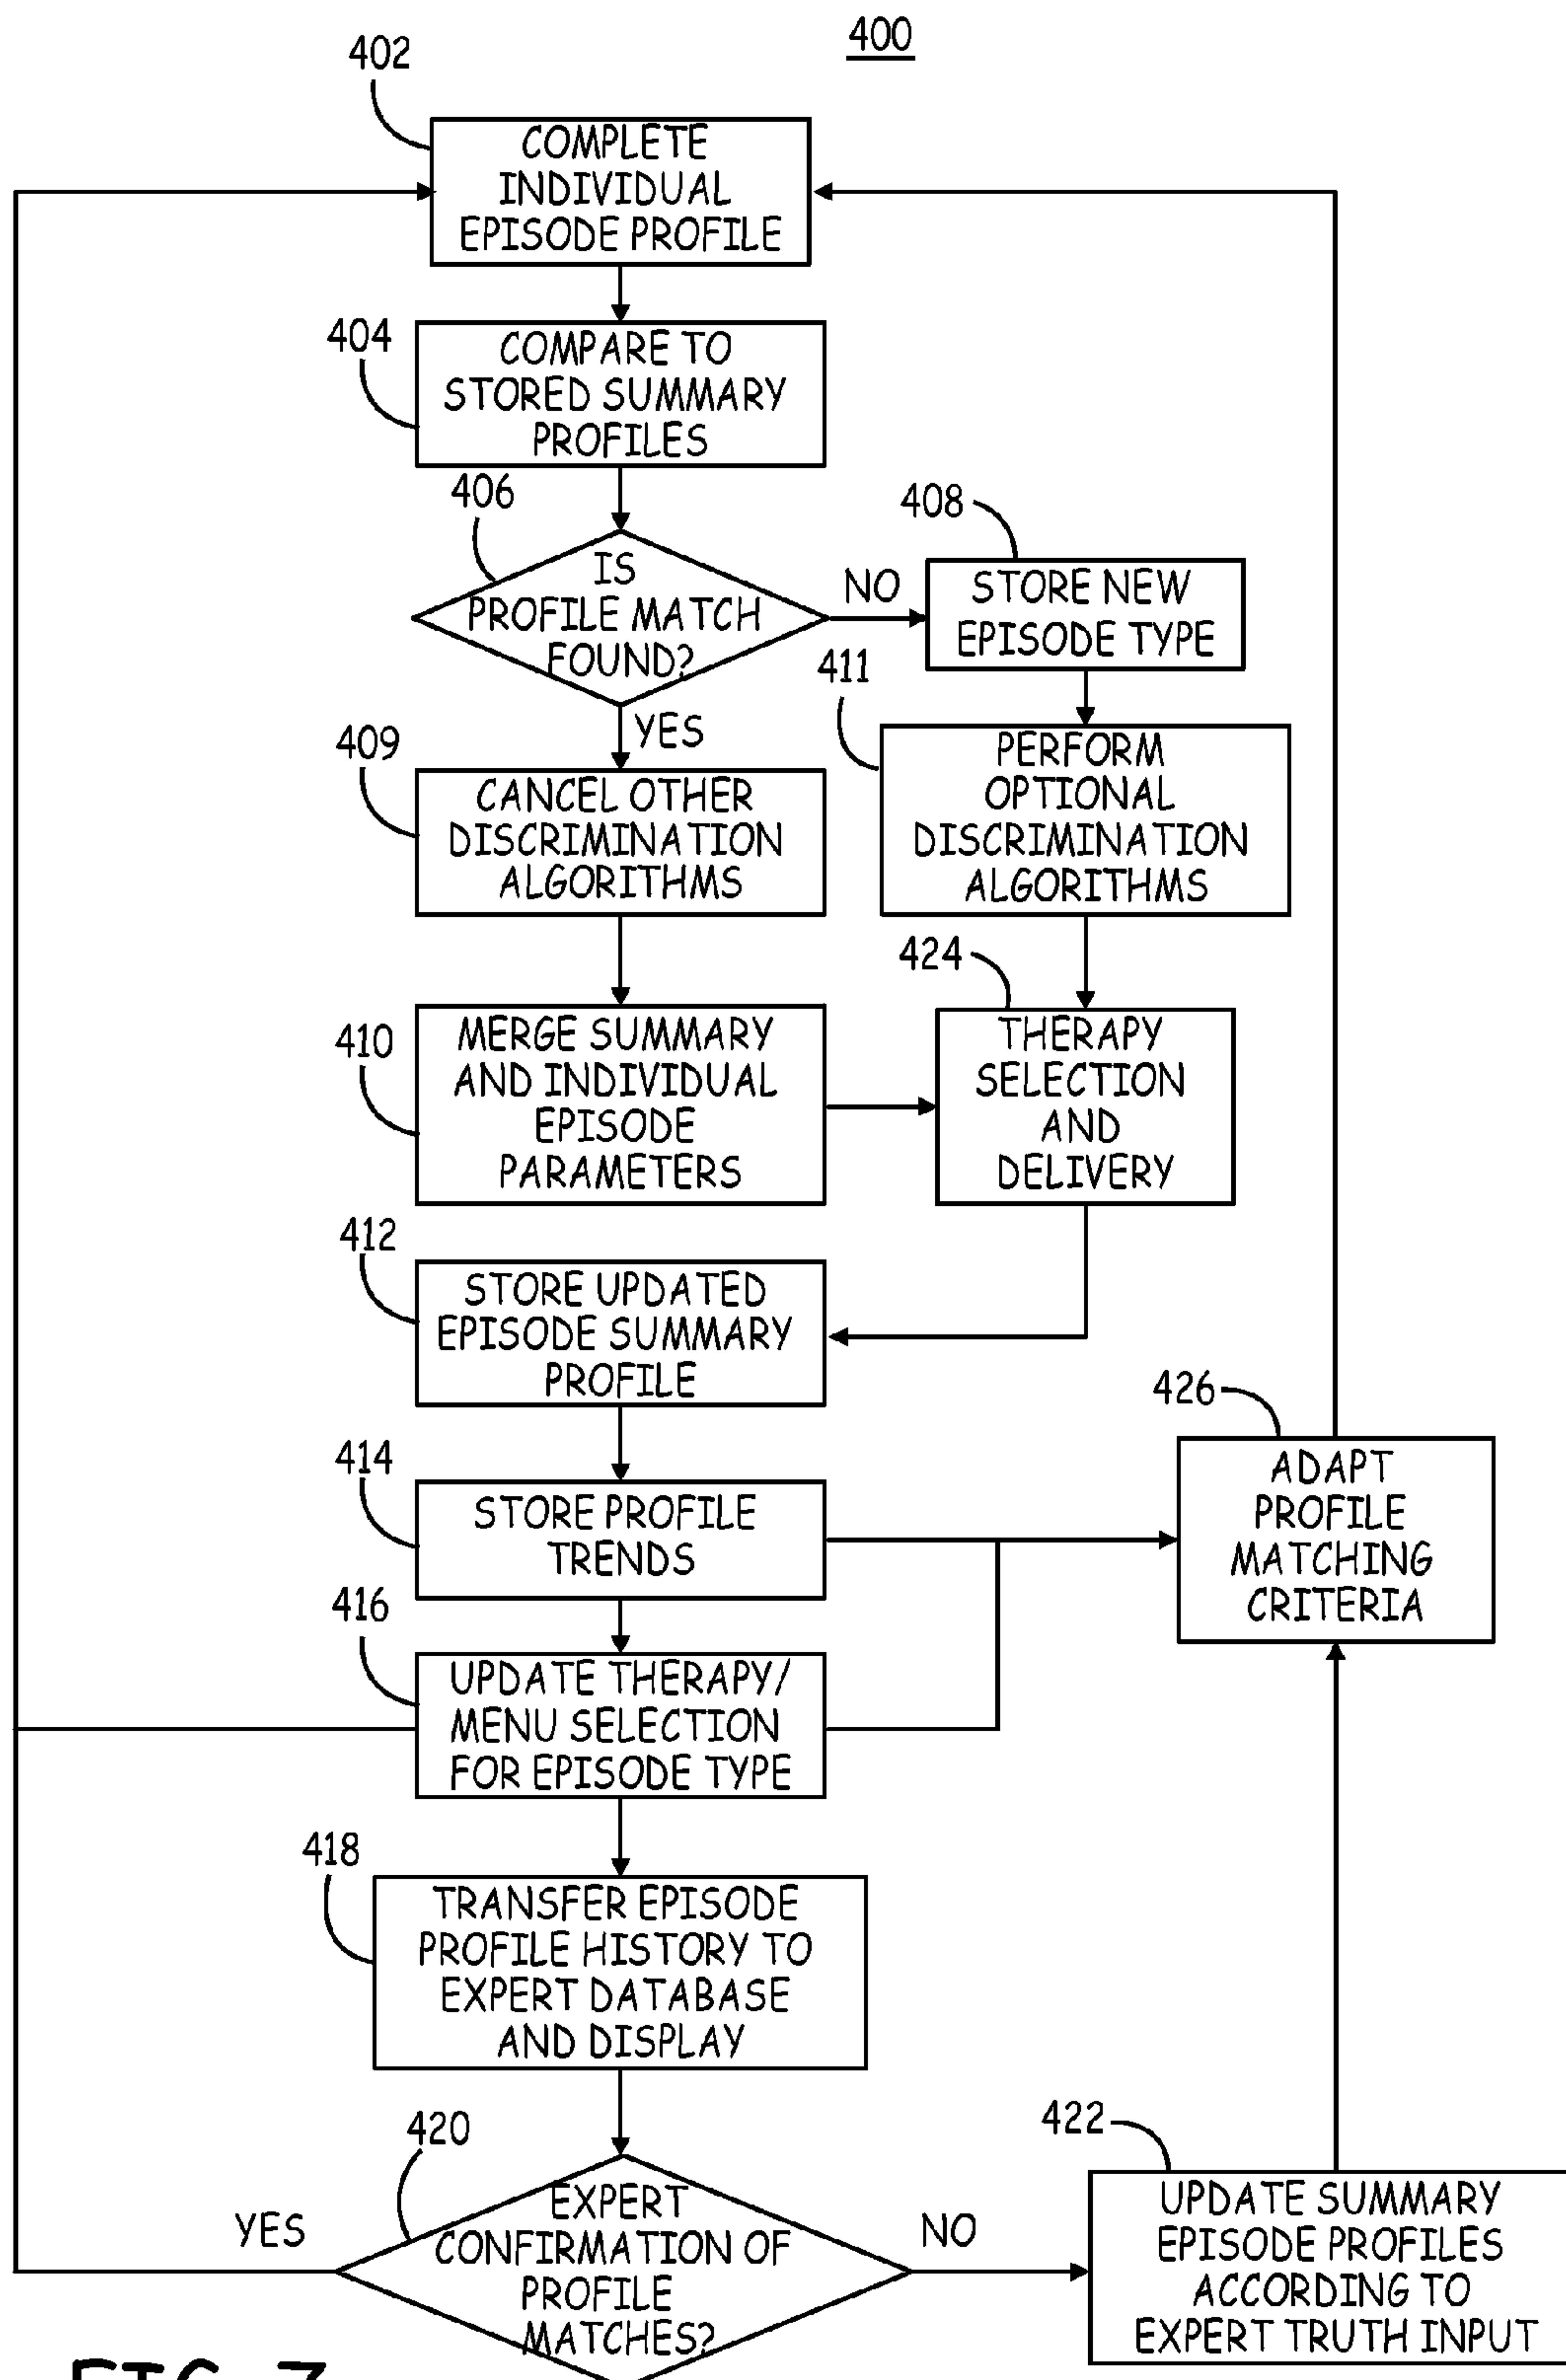 400
402
COMPLETE
INDIVIDUAL
EPISODE PROFILE
404
COMPARE TO
STORED SUMMARY
PROFILES
406
IS
PROFILE MATCH
FOUND?
NO
YES
408
STORE NEW
EPISODE TYPE
409
CANCEL OTHER
DISCRIMINATION
ALGORITHMS
411
PERFORM
OPTIONAL
DISCRIMINATION
ALGORITHMS
410
MERGE SUMMARY
AND INDIVIDUAL
EPISODE
PARAMETERS
424
THERAPY
SELECTION
AND
DELIVERY
412
STORE UPDATED
EPISODE SUMMARY
PROFILE
414
STORE PROFILE
TRENDS
426
ADAPT
PROFILE
MATCHING
CRITERIA
416
UPDATE THERAPY/
MENU SELECTION
FOR EPISODE TYPE
418
TRANSFER EPISODE
PROFILE HISTORY TO
EXPERT DATABASE
AND DISPLAY
420
EXPERT
CONFIRMATION OF
PROFILE
MATCHES?
YES
NO
422
UPDATE SUMMARY
EPISODE PROFILES
ACCORDING TO
EXPERT TRUTH INPUT